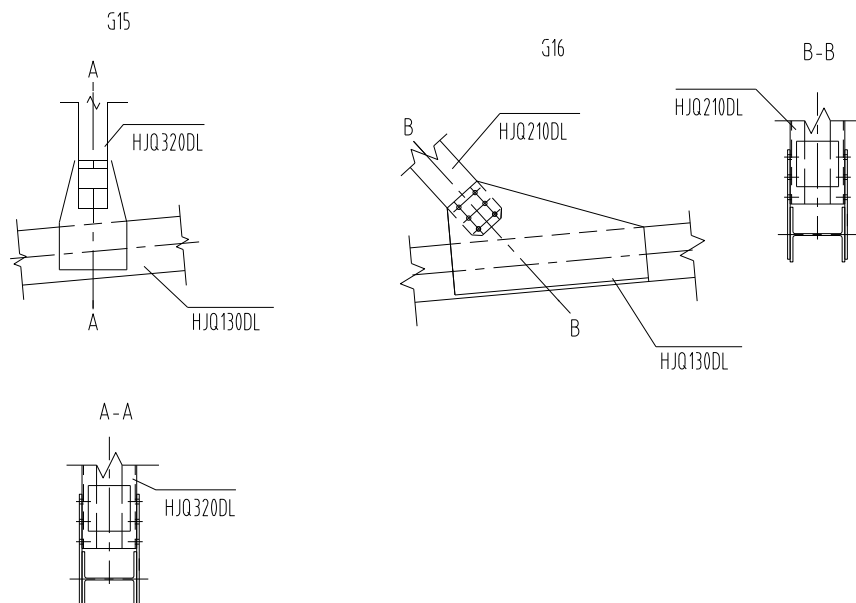 G15
G16
B-B
A
HJQ320DL
B
HJQ210DL
HJQ210DL
HJQ130DL
A
B
HJQ130DL
A-A
HJQ320DL